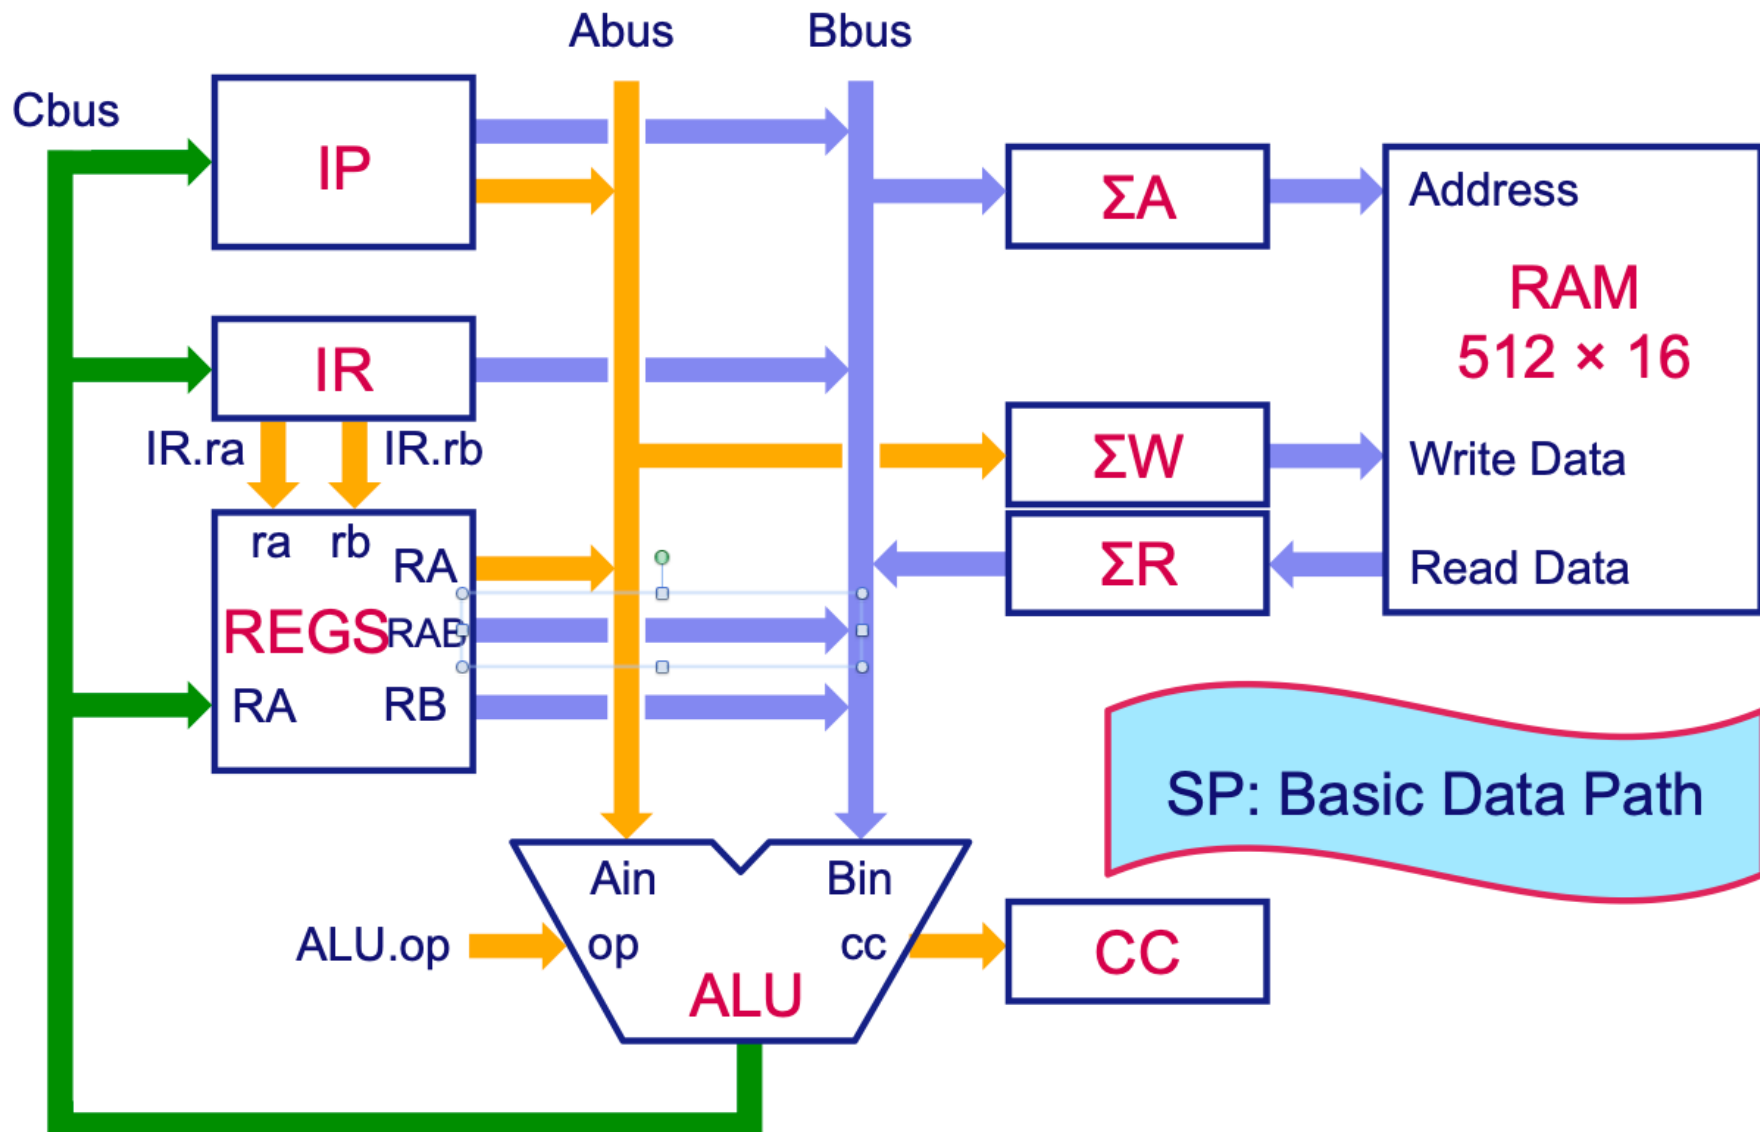 Abus
Bbus
Cbus
IP
ΣA
Address
RAM
512 × 16
IR
IR.ra
IR.rb
ΣW
Write Data
ra
rb
RA
ΣR
Read Data
REGS
RAB
RA
RB
SP: Basic Data Path
Ain
Bin
ALU.op
op
cc
CC
ALU